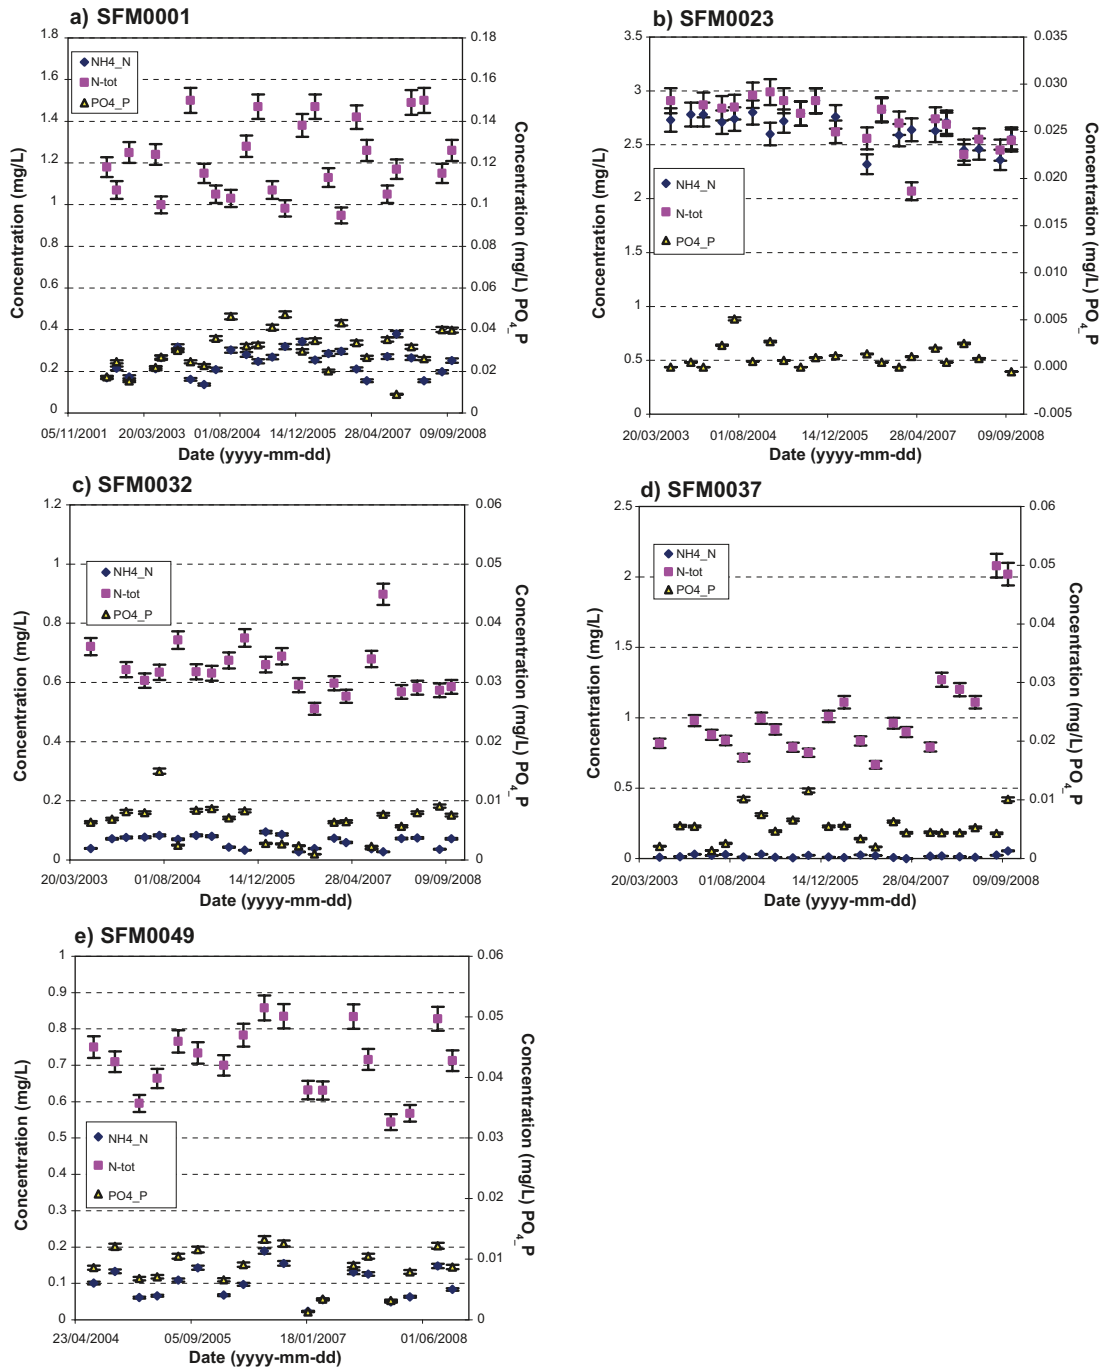 a) SFM0001
1.8
1.6
1.4
1.2
1
0.8
0.6
0.4
0.2
0
Concentration (mg/L)
NH4_N
N-tot
PO4_P
0.18
0.16
0.14
0.12
0.1
0.08
0.06
0.04
0.02
0
Concentration (mg/L) PO4_P
05/11/2001 20/03/2003 01/08/2004 14/12/2005 28/04/2007 09/09/2008
Date (yyyy-mm-dd)
b) SFM0023
3.5
3
2.5
2
1.5
1
0.5
0
Concentration (mg/L)
NH4_N
N-tot
PO4_P
0.035
0.030
0.025
0.020
0.015
0.010
0.005
0.000
-0.005
Concentration (mg/L) PO4_P
20/03/2003 01/08/2004 14/12/2005 28/04/2007 09/09/2008
Date (yyyy-mm-dd)
c) SFM0032
1.2
1
0.8
0.6
0.4
0.2
0
Concentration (mg/L)
NH4_N
N-tot
PO4_P
0.06
0.05
0.04
0.03
0.02
0.01
0
Concentration (mg/L) PO4_P
20/03/2003 01/08/2004 14/12/2005 28/04/2007 09/09/2008
Date (yyyy-mm-dd)
d) SFM0037
2.5
2
1.5
1
0.5
0
Concentration (mg/L)
NH4_N
N-tot
PO4_P
0.06
0.05
0.04
0.03
0.02
0.01
0
Concentration (mg/L) PO4_P
20/03/2003 01/08/2004 14/12/2005 28/04/2007 09/09/2008
Date (yyyy-mm-dd)
e) SFM0049
1
0.9
0.8
0.7
0.6
0.5
0.4
0.3
0.2
0.1
0
Concentration (mg/L)
NH4_N
N-tot
PO4_P
0.06
0.05
0.04
0.03
0.02
0.01
0
Concentration (mg/L) PO4_P
23/04/2004 05/09/2005 18/01/2007 01/06/2008
Date (yyyy-mm-dd)